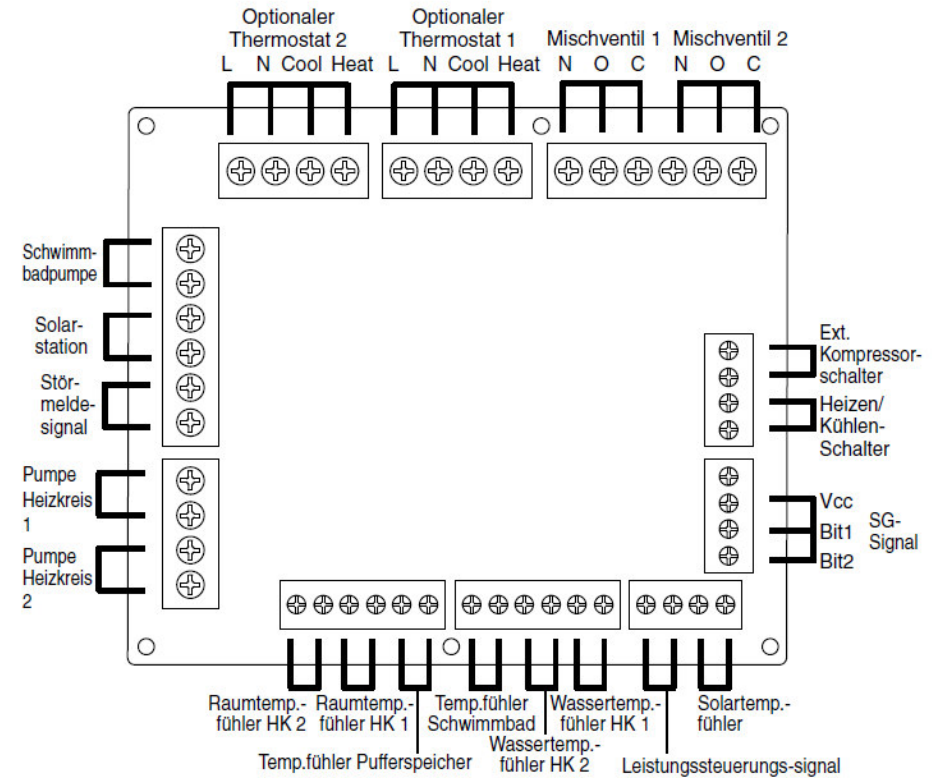 Optionaler
Thermostat 2
L N Cool Heat
Optionaler
Thermostat 1
L N Cool Heat
Mischventil 1
N O C
Mischventil 2
N O C
Schwimm-
badpumpe
Solar-
station
Stör-
melde-
signal
Pumpe
Heizkreis
1
Pumpe
Heizkreis
2
Ext.
Kompressor-
schalter
Heizen/
Kühlen-
Schalter
Vcc
Bit1
Bit2
SG-
Signal
Raumtemp.-
fühler HK 2
Raumtemp.-
fühler HK 1
Temp.fühler Pufferspeicher
Temp.fühler
Schwimmbad
Wassertemp.-
fühler HK 2
Wassertemp.-
fühler HK 1
Leistungssteuerungs-signal
Solartemp.-
fühler